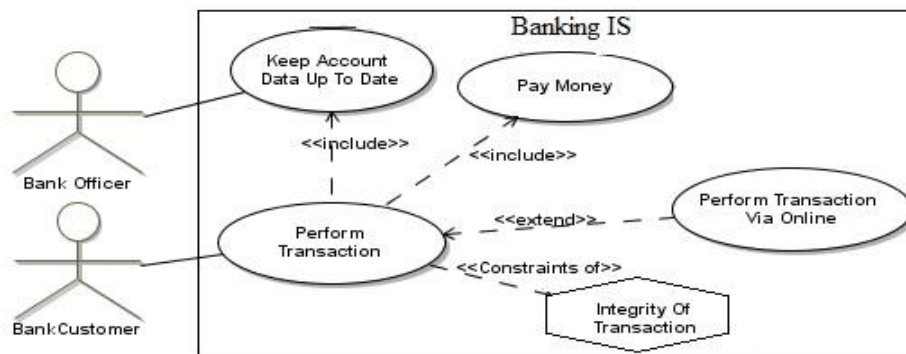 Banking IS
Keep Account
Data Up To Date
Pay Money
<<include>>
<<include>>
Bank Officer
Perform Transaction
Via Online
<<extend>>
Perform
Transaction
<<Constraints of>>
Integrity Of
Transaction
BankCustomer